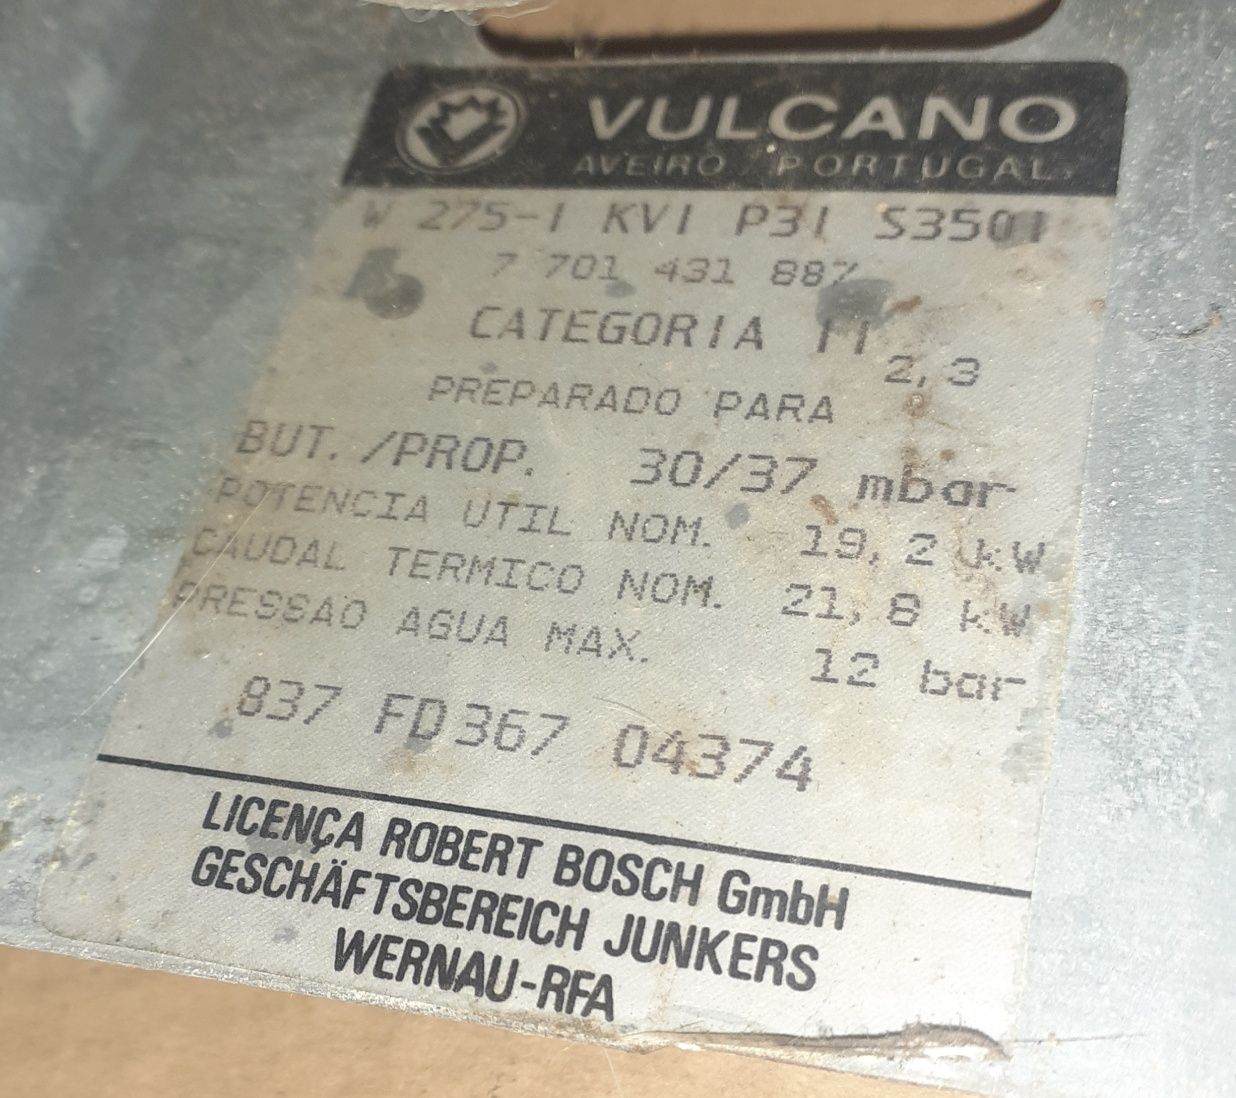 VULCANO
AVEIRO / PORTUGAL
W 275-1 KV1 P31 S3501
7 701 431 887
CATEGORIA II 2,3
PREPARADO PARA
BUT./PROP. 30/37 mbar
POTENCIA UTIL NOM. 19,2 kW
CAUDAL TERMICO NOM. 21,8 kW
PRESSAO AGUA MAX. 12 bar
837 FD367 04374
LICENÇA ROBERT BOSCH GmbH
GESCHÄFTSBEREICH JUNKERS
WERNAU-RFA